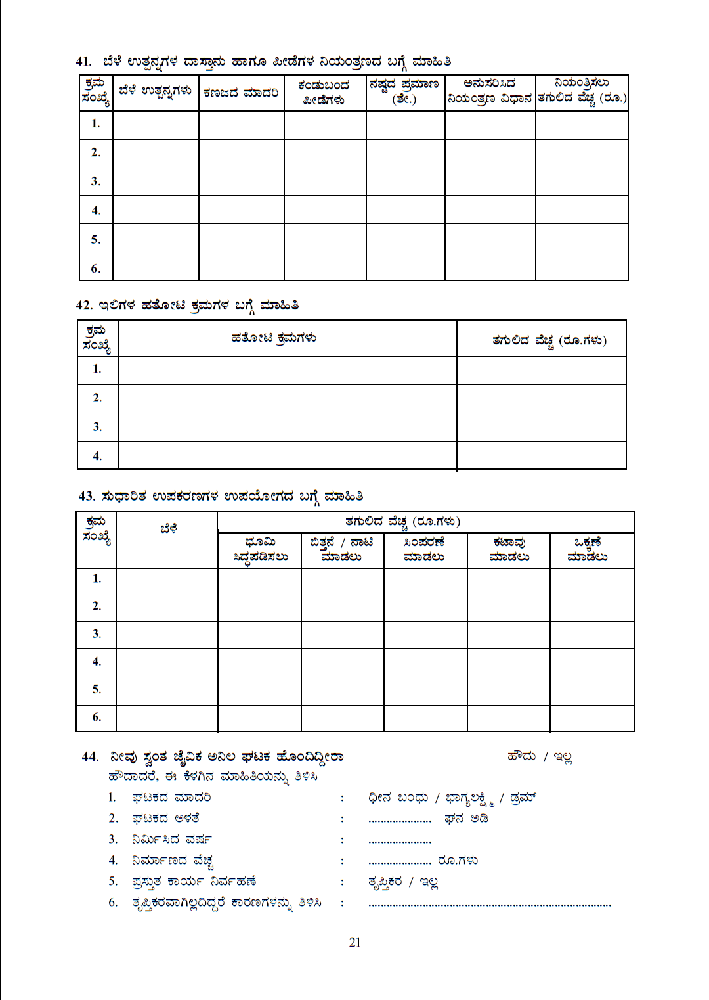 41. ಬೆಳೆ ಉತ್ಪನ್ನಗಳ ದಾಸ್ತಾನು ಹಾಗೂ ಪೀಡೆಗಳ ನಿಯಂತ್ರಣದ ಬಗ್ಗೆ ಮಾಹಿತಿ
ಕ್ರಮ ಸಂಖ್ಯೆ ಬೆಳೆ ಉತ್ಪನ್ನಗಳು ಕಣಜದ ಮಾದರಿ ಕಂಡುಬಂದ ಪೀಡೆಗಳು ನಷ್ಟದ ಪ್ರಮಾಣ (ಶೇ.) ಅನುಸರಿಸಿದ ನಿಯಂತ್ರಣ ವಿಧಾನ ನಿಯಂತ್ರಿಸಲು ತಗುಲಿದ ವೆಚ್ಚ (ರೂ.)
1.
2.
3.
4.
5.
6.
42. ಇಲಿಗಳ ಹತೋಟಿ ಕ್ರಮಗಳ ಬಗ್ಗೆ ಮಾಹಿತಿ
ಕ್ರಮ ಸಂಖ್ಯೆ ಹತೋಟಿ ಕ್ರಮಗಳು ತಗುಲಿದ ವೆಚ್ಚ (ರೂ.ಗಳು)
1.
2.
3.
4.
43. ಸುಧಾರಿತ ಉಪಕರಣಗಳ ಉಪಯೋಗದ ಬಗ್ಗೆ ಮಾಹಿತಿ
ಕ್ರಮ ಸಂಖ್ಯೆ ಬೆಳೆ ತಗುಲಿದ ವೆಚ್ಚ (ರೂ.ಗಳು)
ಭೂಮಿ ಸಿದ್ಧಪಡಿಸಲು ಬಿತ್ತನೆ / ನಾಟಿ ಮಾಡಲು ಸಿಂಪರಣೆ ಮಾಡಲು ಕಟಾವು ಮಾಡಲು ಒಕ್ಕಣೆ ಮಾಡಲು
1.
2.
3.
4.
5.
6.
44. ನೀವು ಸ್ವಂತ ಜೈವಿಕ ಅನಿಲ ಘಟಕ ಹೊಂದಿದ್ದೀರಾ ಹೌದು / ಇಲ್ಲ
ಹೌದಾದರೆ, ಈ ಕೆಳಗಿನ ಮಾಹಿತಿಯನ್ನು ತಿಳಿಸಿ
1. ಘಟಕದ ಮಾದರಿ : ಧೀನ ಬಂಧು / ಭಾಗ್ಯಲಕ್ಷ್ಮಿ / ಡ್ರಮ್
2. ಘಟಕದ ಅಳತೆ : ..................... ಘನ ಅಡಿ
3. ನಿರ್ಮಿಸಿದ ವರ್ಷ : .....................
4. ನಿರ್ಮಾಣದ ವೆಚ್ಚ : ..................... ರೂ.ಗಳು
5. ಪ್ರಸ್ತುತ ಕಾರ್ಯ ನಿರ್ವಹಣೆ : ತೃಪ್ತಿಕರ / ಇಲ್ಲ
6. ತೃಪ್ತಿಕರವಾಗಿಲ್ಲದಿದ್ದರೆ ಕಾರಣಗಳನ್ನು ತಿಳಿಸಿ : ................................................................................
21